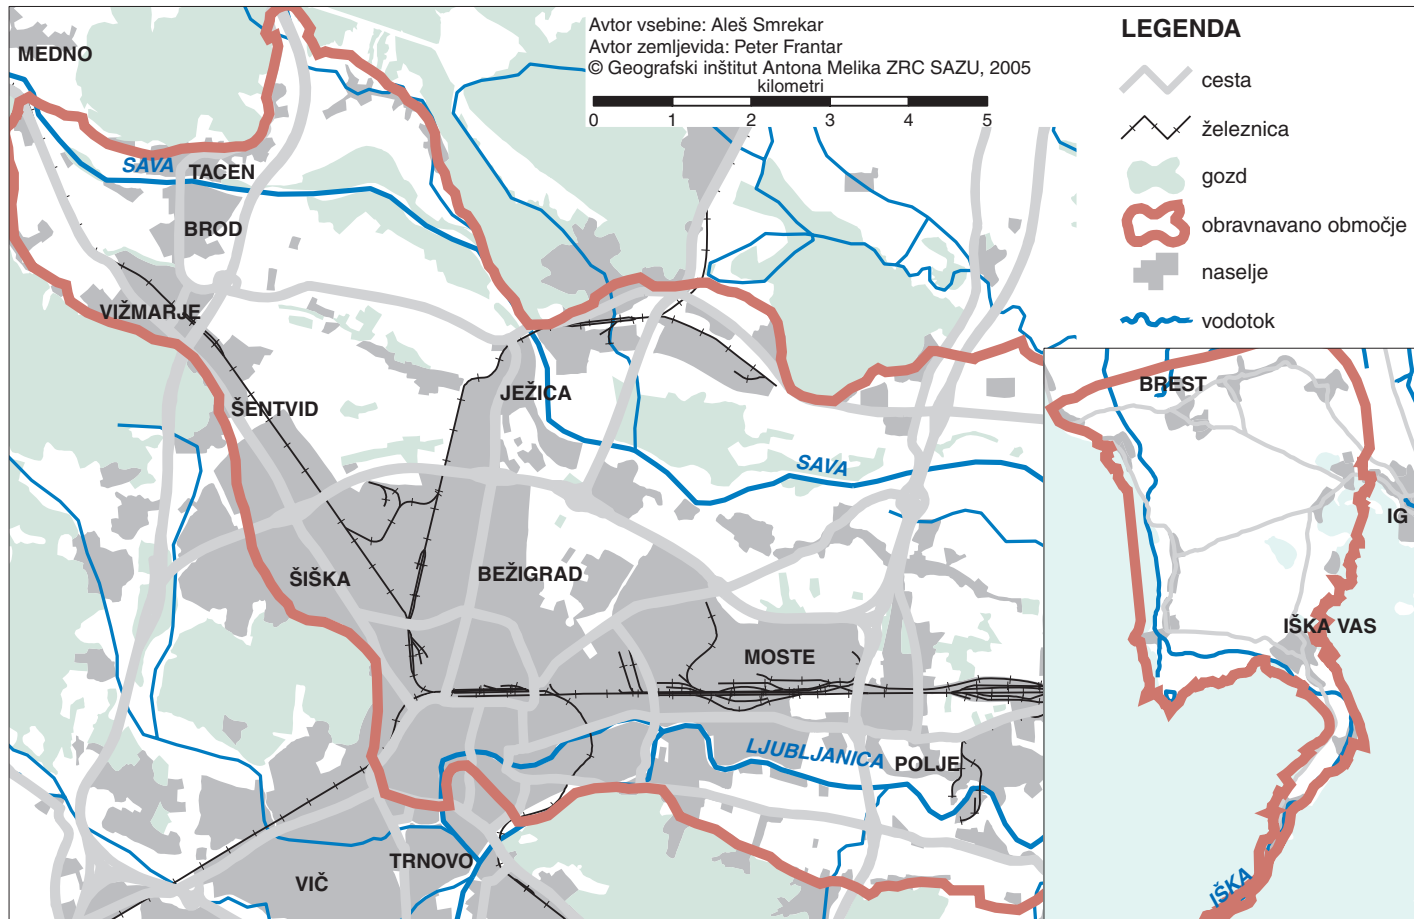 Avtor vsebine: Aleš Smrekar
Avtor zemljevida: Peter Frantar
© Geografski inštitut Antona Melika ZRC SAZU, 2005
kilometri
0 1 2 3 4 5
LEGENDA
cesta
železnica
gozd
obravnavano območje
naselje
vodotok
MEDNO
SAVA
TACEN
BROD
VIŽMARJE
ŠENTVID
JEŽICA
SAVA
ŠIŠKA
BEŽIGRAD
MOSTE
LJUBLJANICA
POLJE
TRNOVO
VIČ
BREST
IG
IŠKA VAS
IŠKA